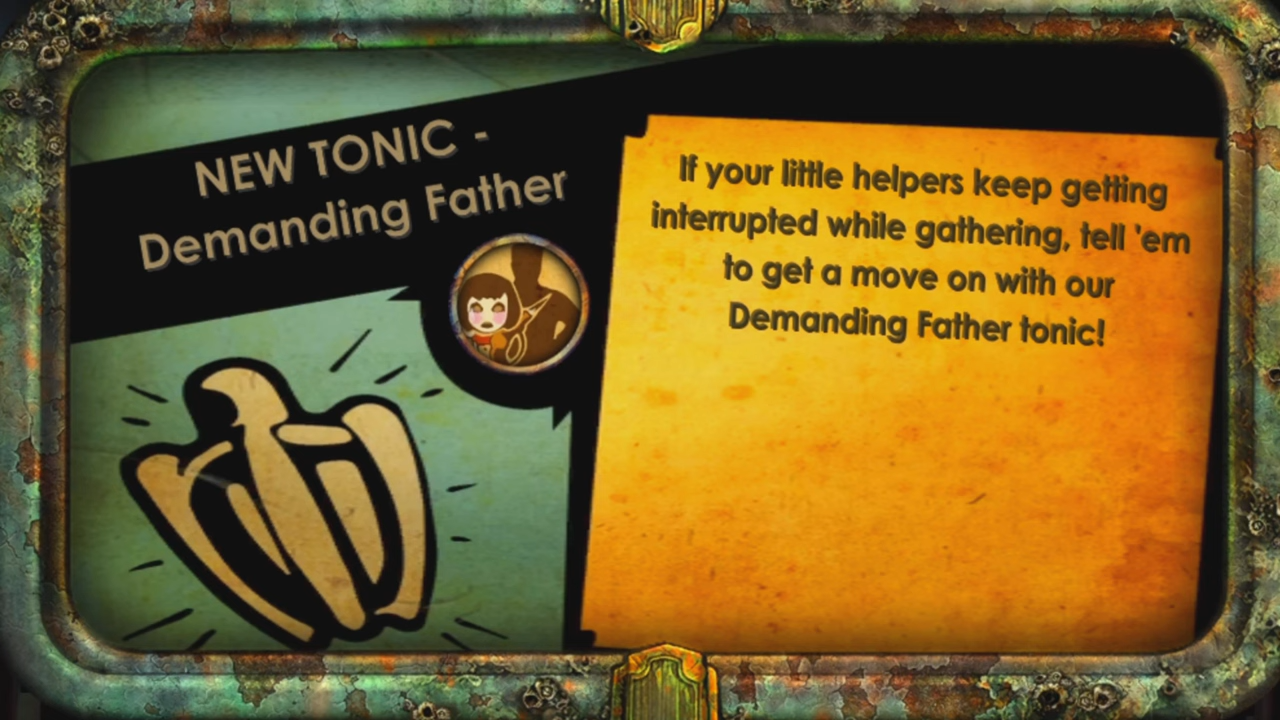 NEW TONIC -
Demanding Father
If your little helpers keep getting
interrupted while gathering, tell 'em
to get a move on with our
Demanding Father tonic!